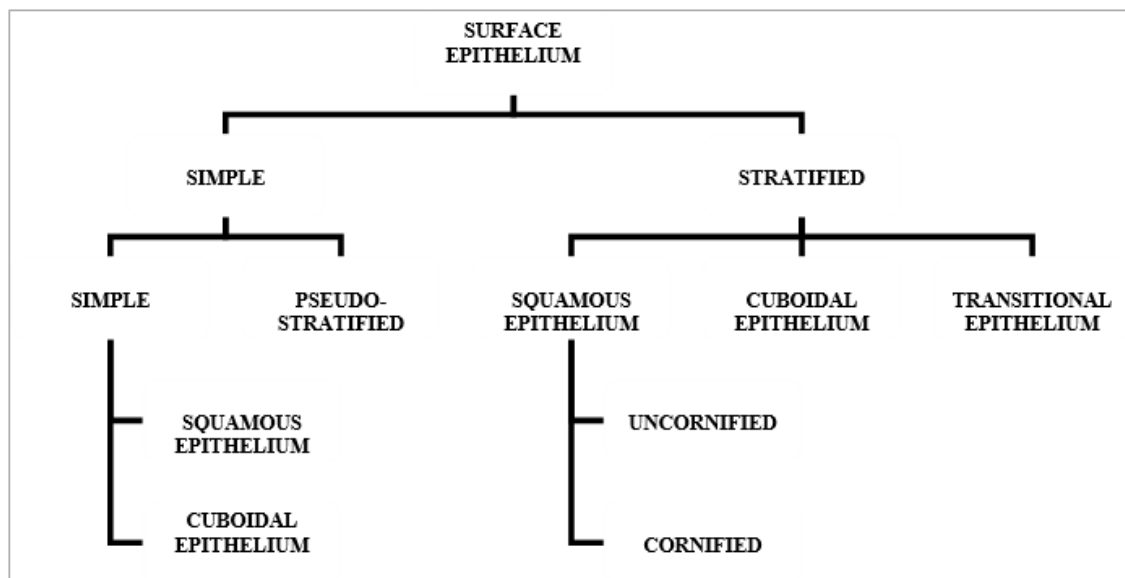 SURFACE
EPITHELIUM
SIMPLE
STRATIFIED
SIMPLE
PSEUDO-
STRATIFIED
SQUAMOUS
EPITHELIUM
CUBOIDAL
EPITHELIUM
TRANSITIONAL
EPITHELIUM
SQUAMOUS
EPITHELIUM
UNCORNIFIED
CUBOIDAL
EPITHELIUM
CORNIFIED